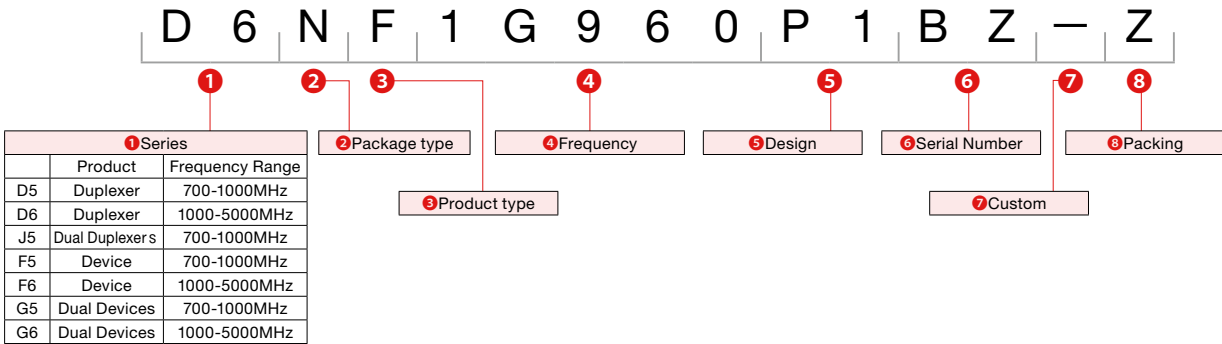 D 6 N F 1 G 9 6 0 P 1 B Z — Z
1 2 3 4 5 6 7 8
1Series
Product Frequency Range
D5 Duplexer 700-1000MHz
D6 Duplexer 1000-5000MHz
J5 Dual Duplexers 700-1000MHz
F5 Device 700-1000MHz
F6 Device 1000-5000MHz
G5 Dual Devices 700-1000MHz
G6 Dual Devices 1000-5000MHz
2Package type
3Product type
4Frequency
5Design
6Serial Number
7Custom
8Packing